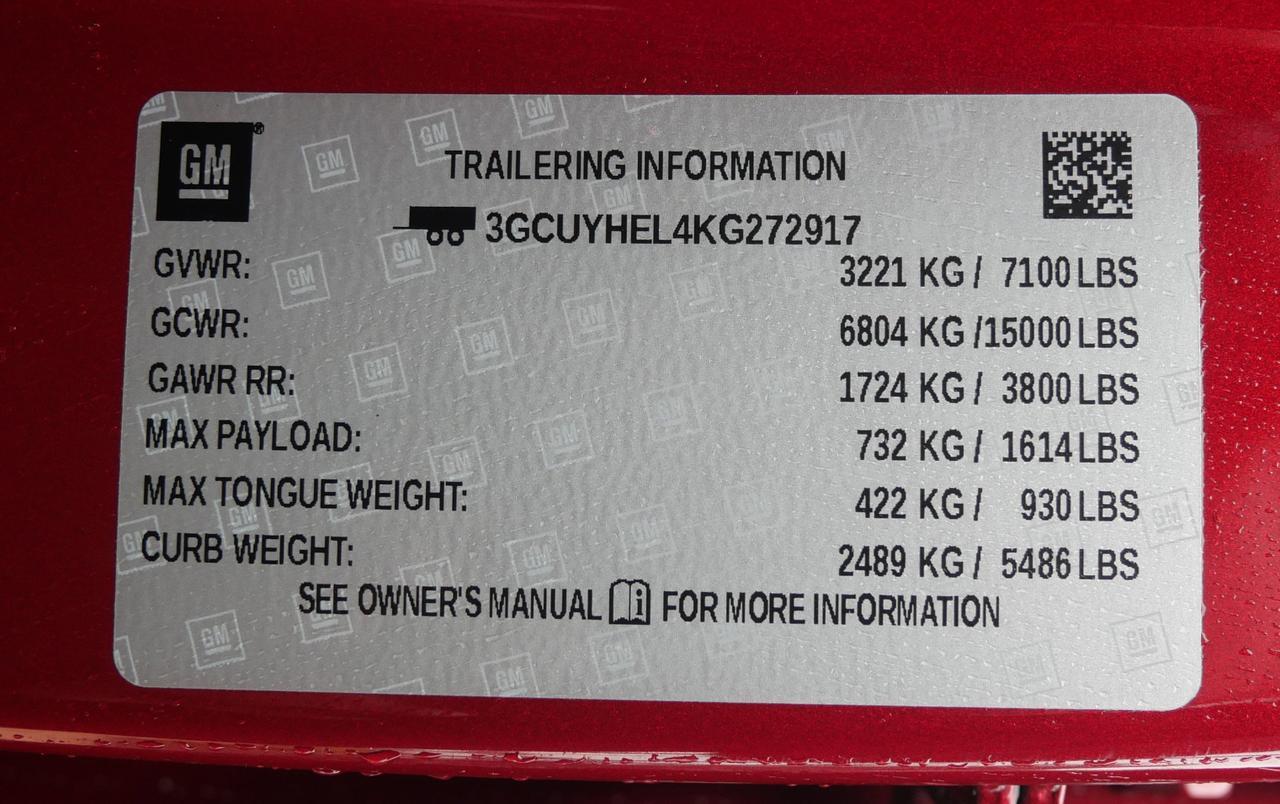 GM
TRAILERING INFORMATION
3GCUYHEL4KG272917
GVWR: 3221 KG / 7100 LBS
GCWR: 6804 KG /15000 LBS
GAWR RR: 1724 KG / 3800 LBS
MAX PAYLOAD: 732 KG / 1614 LBS
MAX TONGUE WEIGHT: 422 KG / 930 LBS
CURB WEIGHT: 2489 KG / 5486 LBS
SEE OWNER'S MANUAL FOR MORE INFORMATION